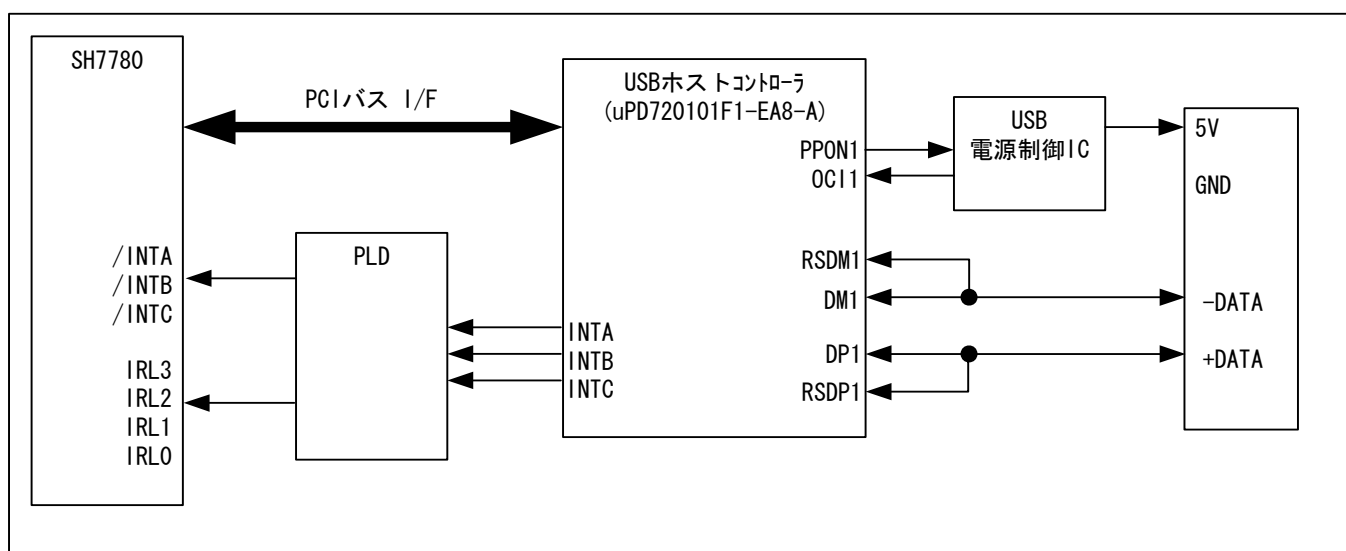 SH7780
PCIバス I/F
USBホストコントローラ
(uPD720101F1-EA8-A)
USB
電源制御IC
5V
GND
PPON1
OCI1
/INTA
/INTB
/INTC
PLD
RSDM1
DM1
-DATA
INTA
INTB
INTC
DP1
RSDP1
+DATA
IRL3
IRL2
IRL1
IRL0